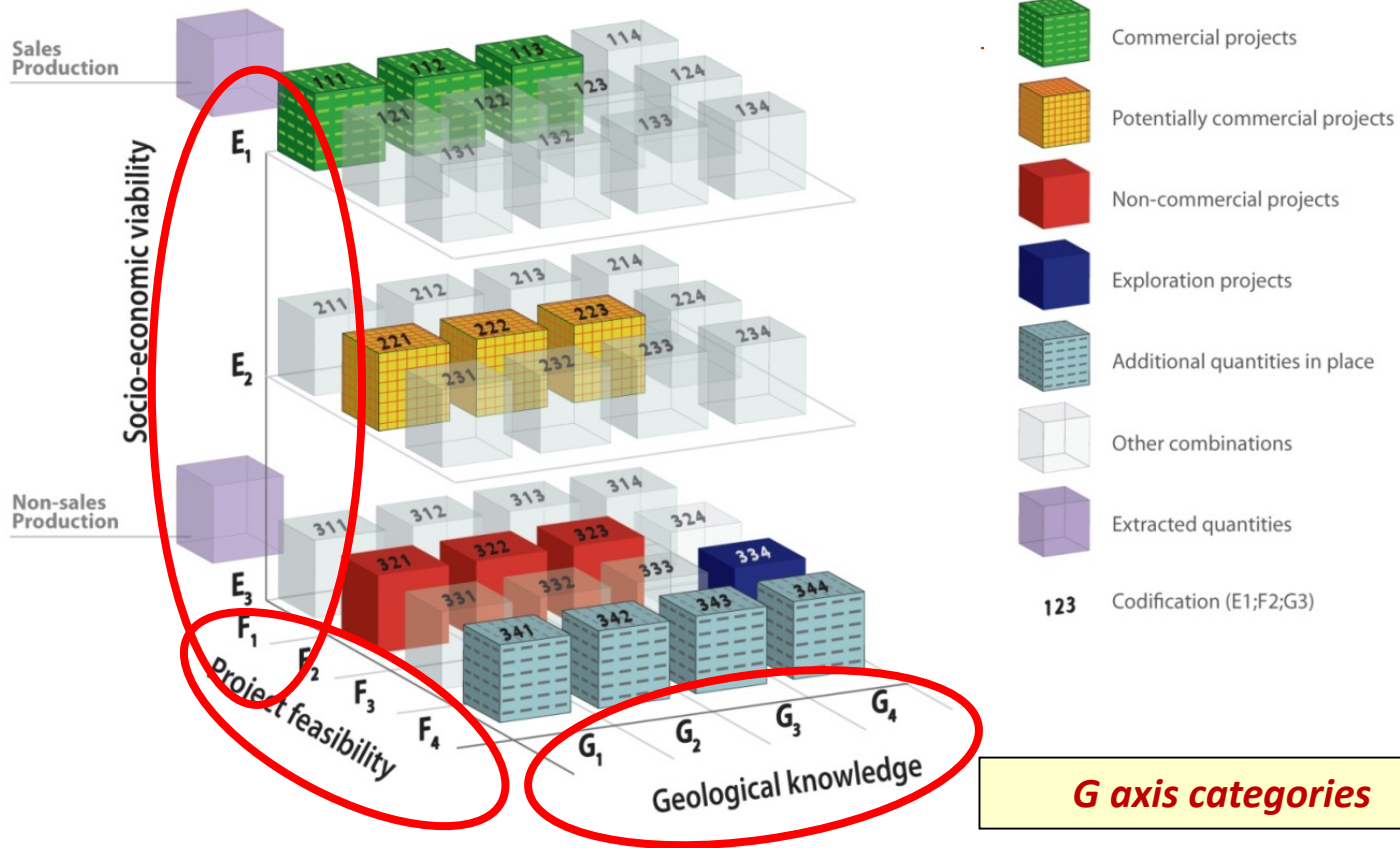 Sales
Production
Socio-economic viability
E₁
111
112
113
114
121
122
123
124
131
132
133
134
E₂
211
212
213
214
221
222
223
224
231
232
233
234
Non-sales
Production
E₃
311
312
313
314
321
322
323
324
331
332
333
334
341
342
343
344
F₁
F₂
F₃
F₄
Project feasibility
G₁
G₂
G₃
G₄
Geological knowledge
Commercial projects
Potentially commercial projects
Non-commercial projects
Exploration projects
Additional quantities in place
Other combinations
Extracted quantities
123 Codification (E1;F2;G3)
G axis categories